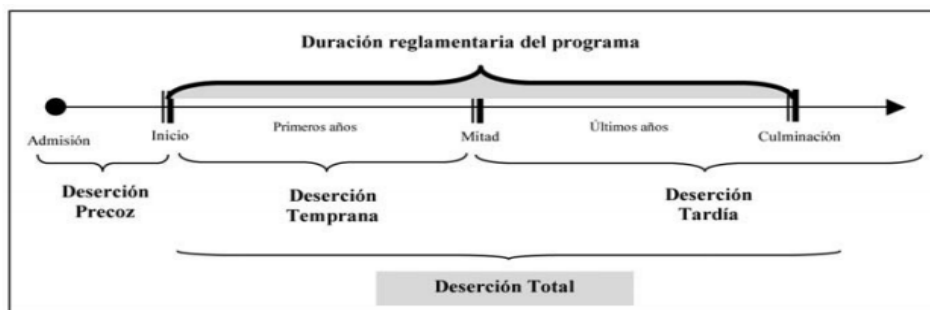 Duración reglamentaria del programa
Admisión
Inicio
Primeros años
Mitad
Últimos años
Culminación
Deserción
Precoz
Deserción
Temprana
Deserción
Tardía
Deserción Total